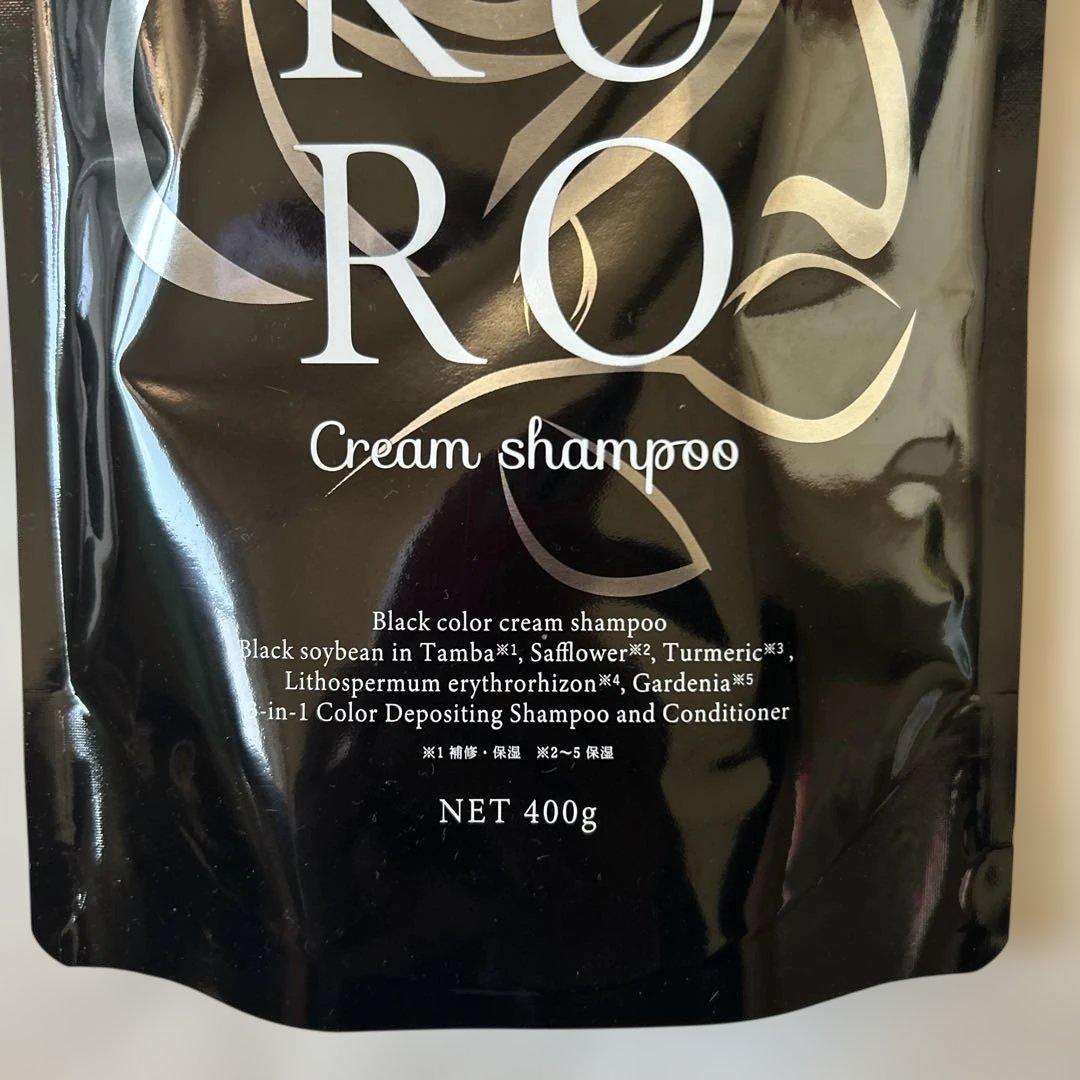 RO
Cream shampoo
Black color cream shampoo
Black soybean in Tamba※1, Safflower※2, Turmeric※3,
Lithospermum erythrorhizon※4, Gardenia※5
-in-1 Color Depositing Shampoo and Conditioner
※1 補修・保湿 ※2〜5 保湿
NET 400g